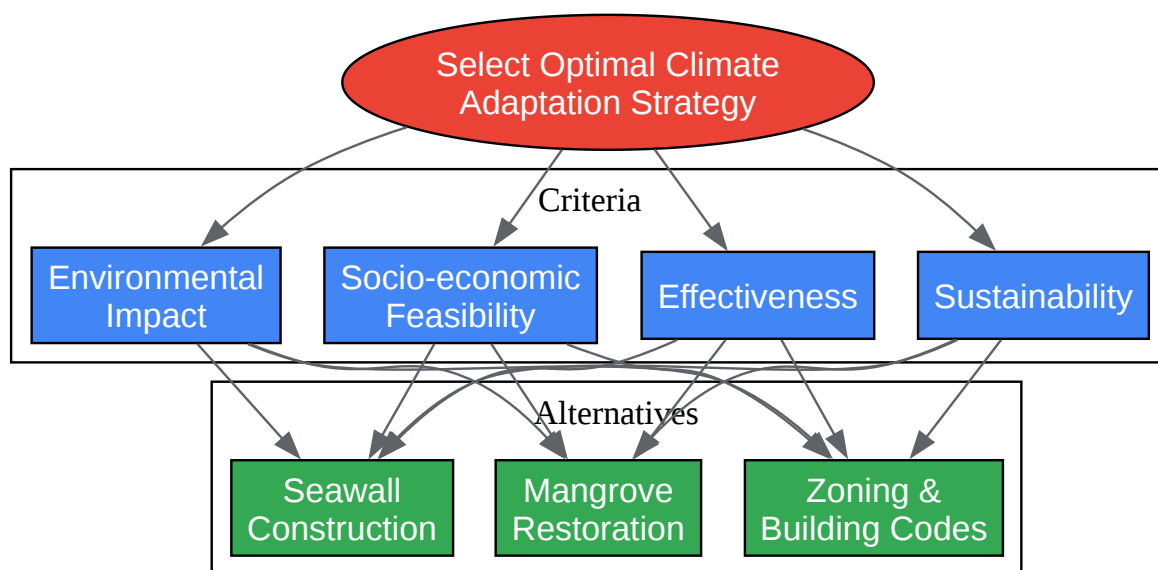 Select Optimal Climate
Adaptation Strategy
Criteria
Environmental
Impact
Socio-economic
Feasibility
Effectiveness
Sustainability
Alternatives
Seawall
Construction
Mangrove
Restoration
Zoning &
Building Codes